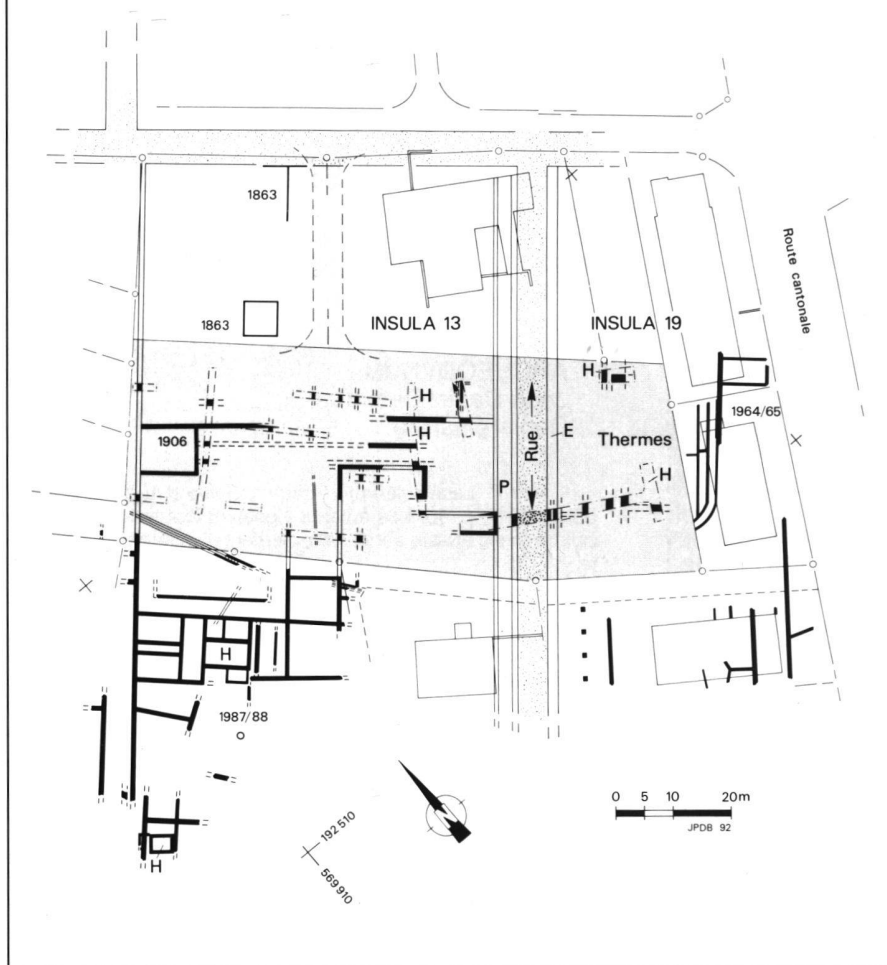 1863
1863
INSULA 13
INSULA 19
Route cantonale
H
H
1964/65
1906
H
Rue
E
Thermes
P
H
H
1987/88
192 510
569 910
0 5 10 20m
JPDB 92
H